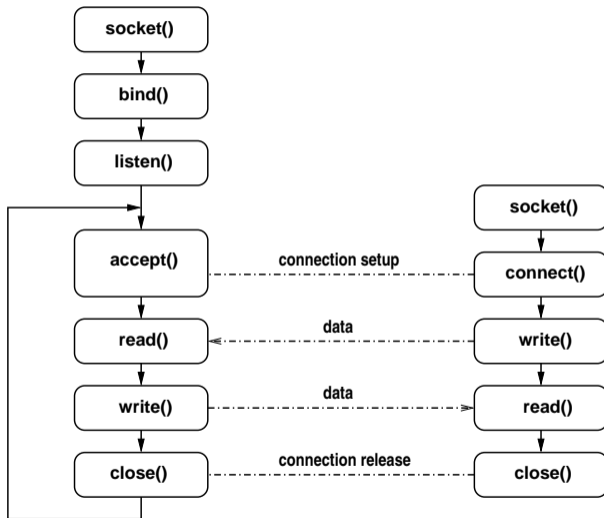 socket()
bind()
listen()
socket()
accept()
connection setup
connect()
read()
data
write()
write()
data
read()
close()
connection release
close()